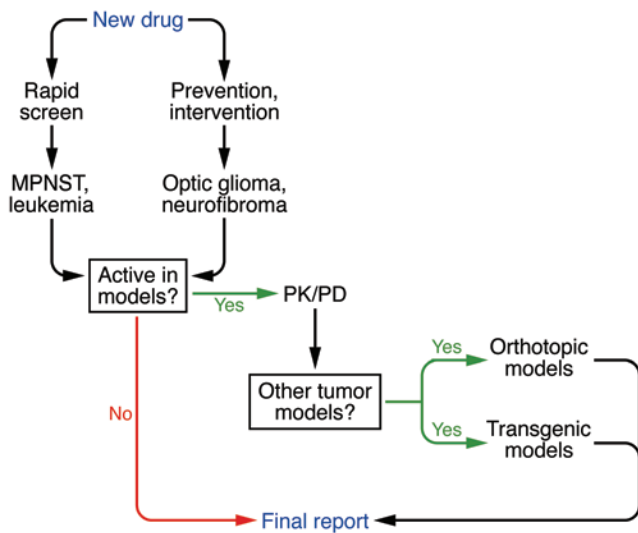 New drug
Rapid
screen
Prevention,
intervention
MPNST,
leukemia
Optic glioma,
neurofibroma
Active in
models?
Yes
PK/PD
No
Other tumor
models?
Yes
Orthotopic
models
Yes
Transgenic
models
Final report